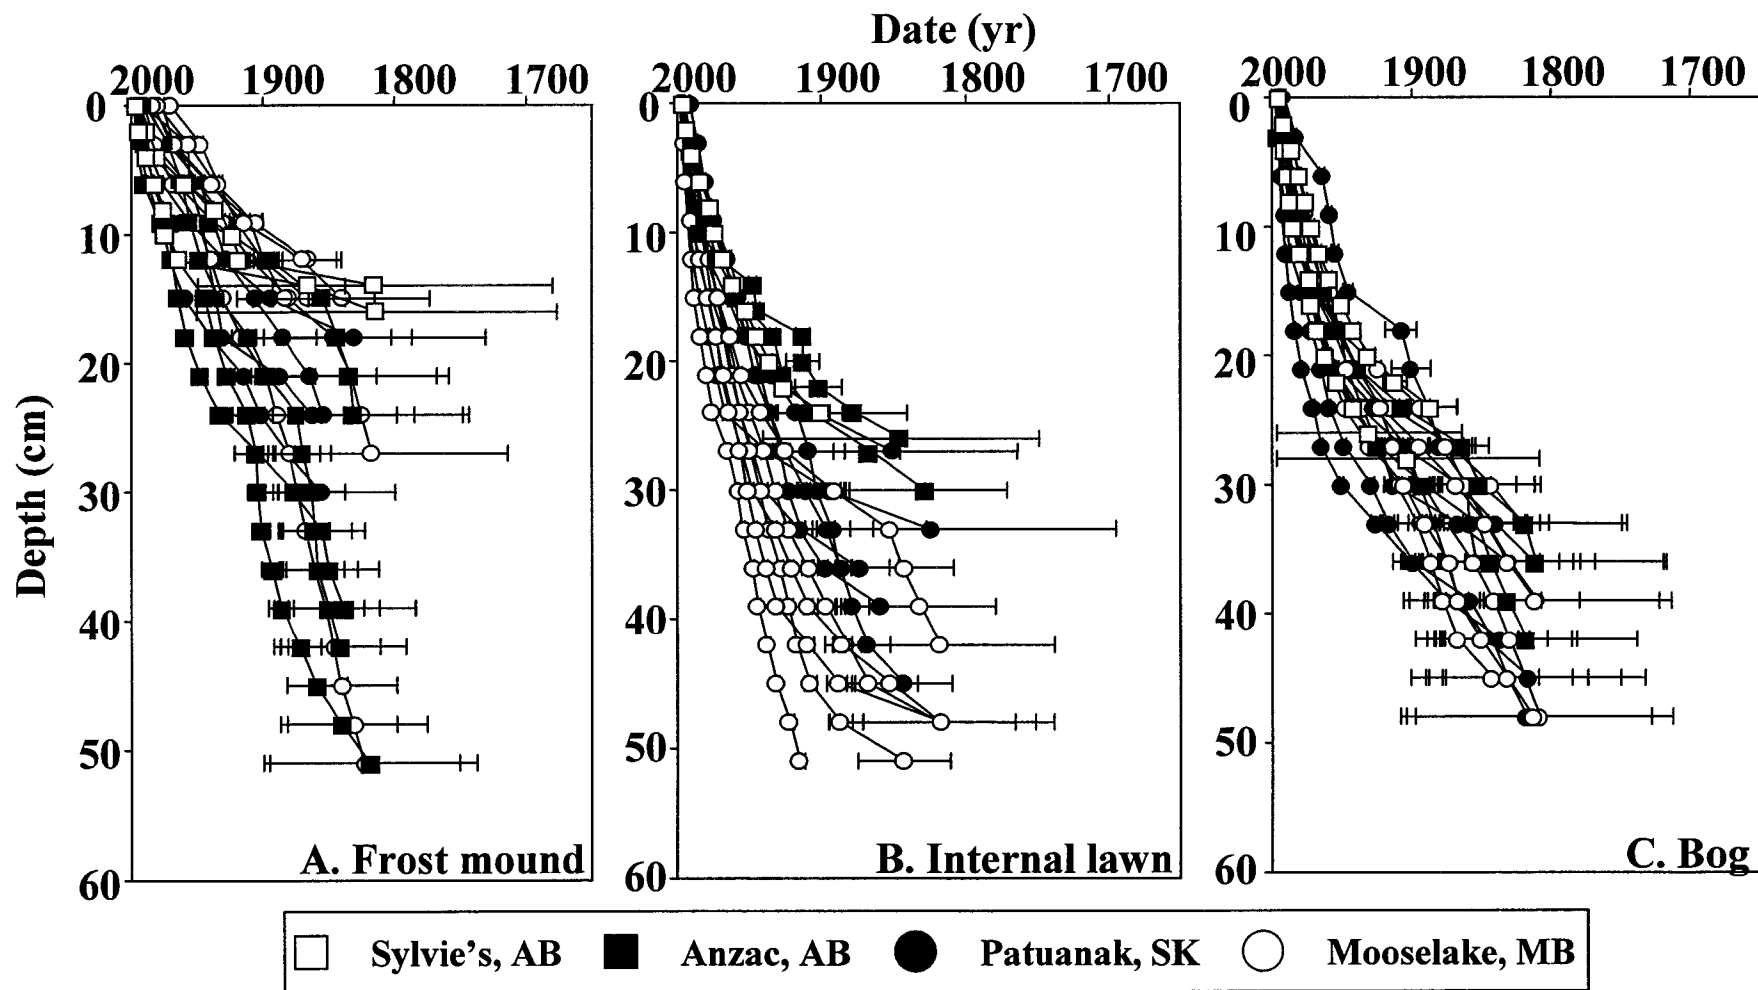 Date (yr)
2000 1900 1800 1700
2000 1900 1800 1700
2000 1900 1800 1700
Depth (cm)
0
10
20
30
40
50
60
A. Frost mound
0
10
20
30
40
50
60
B. Internal lawn
0
10
20
30
40
50
60
C. Bog
Sylvie's, AB Anzac, AB Patuanak, SK Mooselake, MB